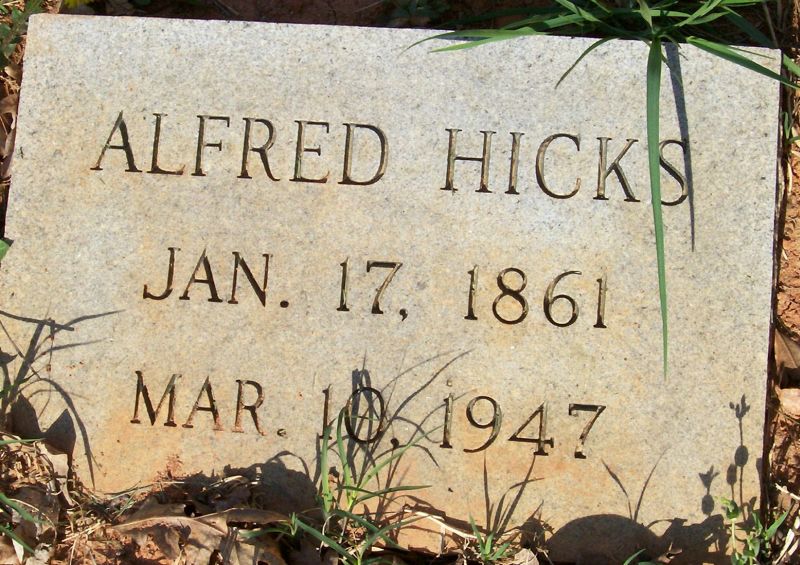 ALFRED HICKS
JAN. 17, 1861
MAR. 10, 1947